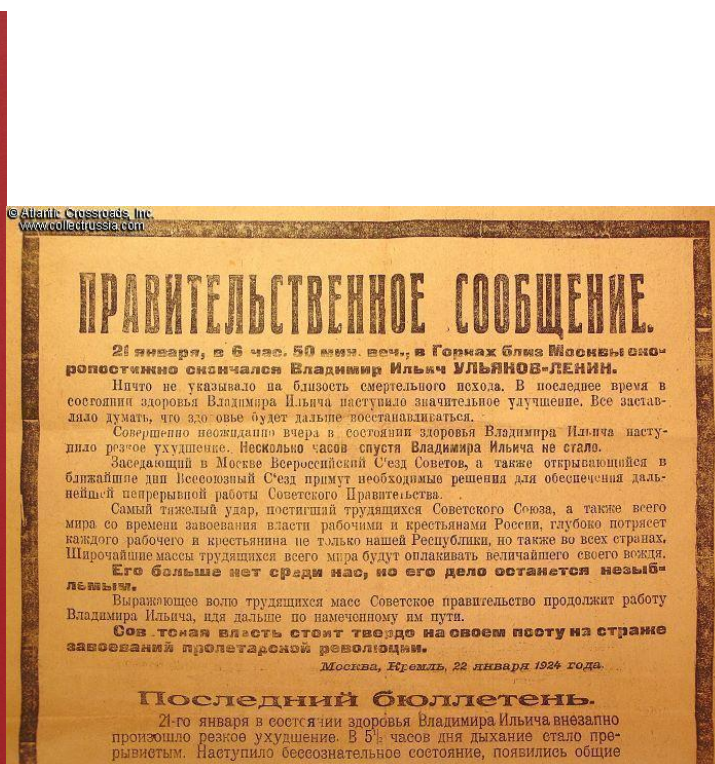 © Atlantic Crossroads, Inc.
www.collectrussia.com
ПРАВИТЕЛЬСТВЕННОЕ СООБЩЕНИЕ.
21 января, в 6 час. 50 мин. веч., в Горках близ Москвы ско-
ропостижно скончался Владимир Ильич УЛЬЯНОВ-ЛЕНИН.
Ничто не указывало на близость смертельного исхода. В последнее время в
состоянии здоровья Владимира Ильича наступило значительное улучшение. Все застав-
ляло думать, что здо овье будет дальше восстанавливаться.
Совершенно неожиданно вчера в состоянии здоровья Владимира Ильича насту-
пило резкое ухудшение. Несколько часов спустя Владимира Ильича не стало.
Заседающий в Москве Всероссийский С'езд Советов, а также открывающийся в
ближайшие дни Всесоюзный С'езд примут необходимые решения для обеспечения даль-
нейшей непрерывной работы Советского Правительства.
Самый тяжелый удар, постигший трудящихся Советского Союза, а также всего
мира со времени завоевания власти рабочими и крестьянами России, глубоко потрясет
каждого рабочего и крестьянина не только нашей Республики, но также во всех странах.
Широчайшие массы трудящихся всего мира будут оплакивать величайшего своего вождя.
Его больше нет среди нас, но его дело останется незыб-
лемым.
Выражающее волю трудящихся масс Советское правительство продолжит работу
Владимира Ильича, идя дальше по намеченному им пути.
Сов тская власть стоит твердо на своем посту на страже
завоеваний пролетарской революции.
Москва, Кремль, 22 января 1924 года.
Последний бюллетень.
21-го января в состоянии здоровья Владимира Ильича внезапно
произошло резкое ухудшение. В 5½ часов дня дыхание стало пре-
рывистым. Наступило бессознательное состояние, появились общие